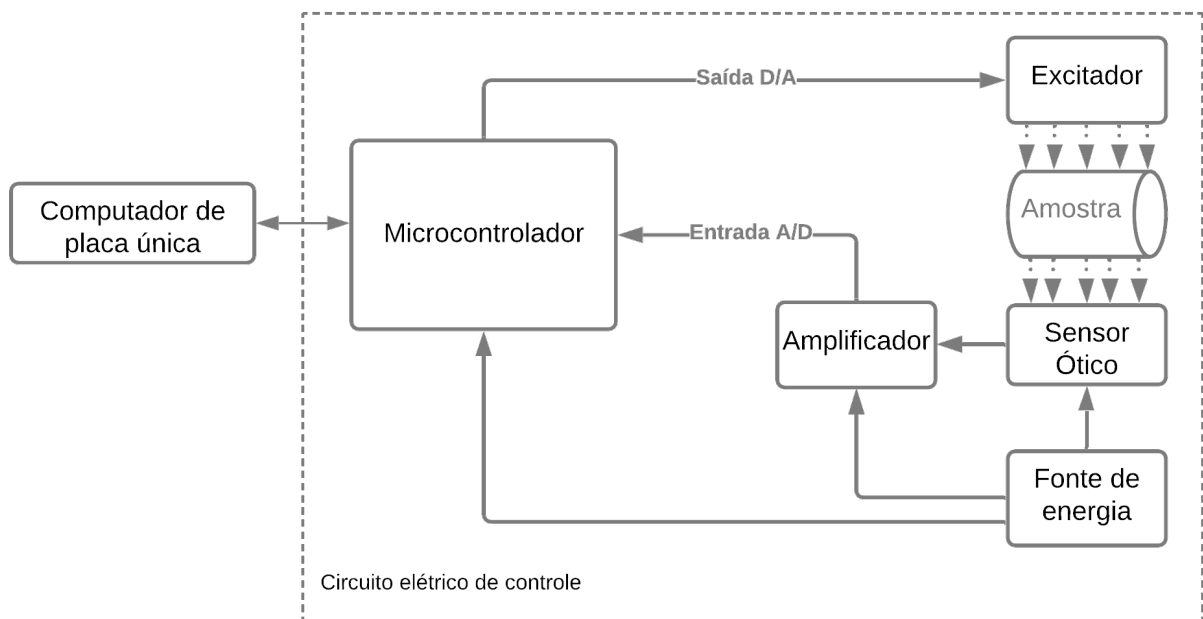 Saída D/A
Excitador
Computador de
placa única
Microcontrolador
Amostra
Entrada A/D
Amplificador
Sensor
Ótico
Fonte de
energia
Circuito elétrico de controle